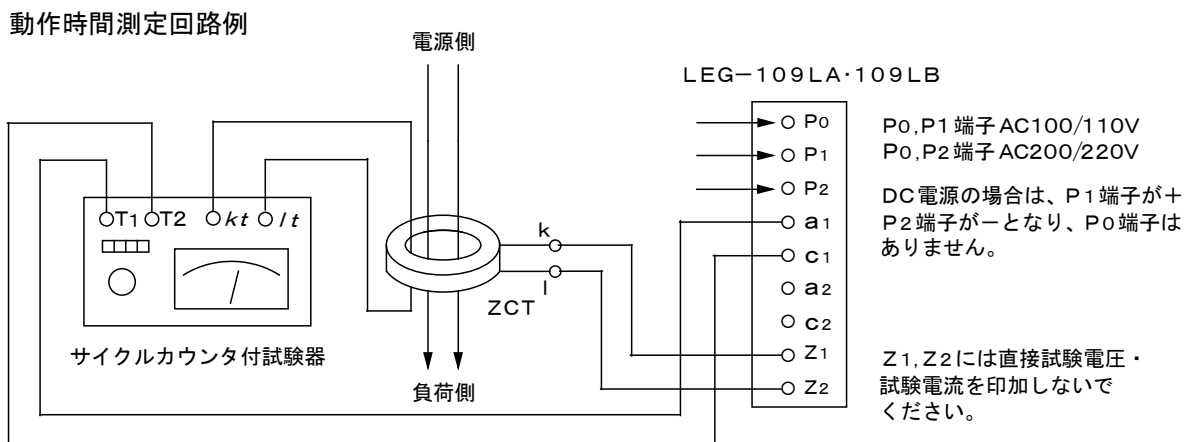 動作時間測定回路例
電源側
LEG－109LA・109LB
P0
P0,P1端子AC100/110V
P1
P0,P2端子AC200/220V
P2
DC電源の場合は、P1端子が＋
P2端子が－となり、P0端子は
ありません。
T1 T2 kt lt
a1
k
c1
l
ZCT
a2
c2
サイクルカウンタ付試験器
Z1
Z1,Z2には直接試験電圧・
試験電流を印加しないで
ください。
負荷側
Z2